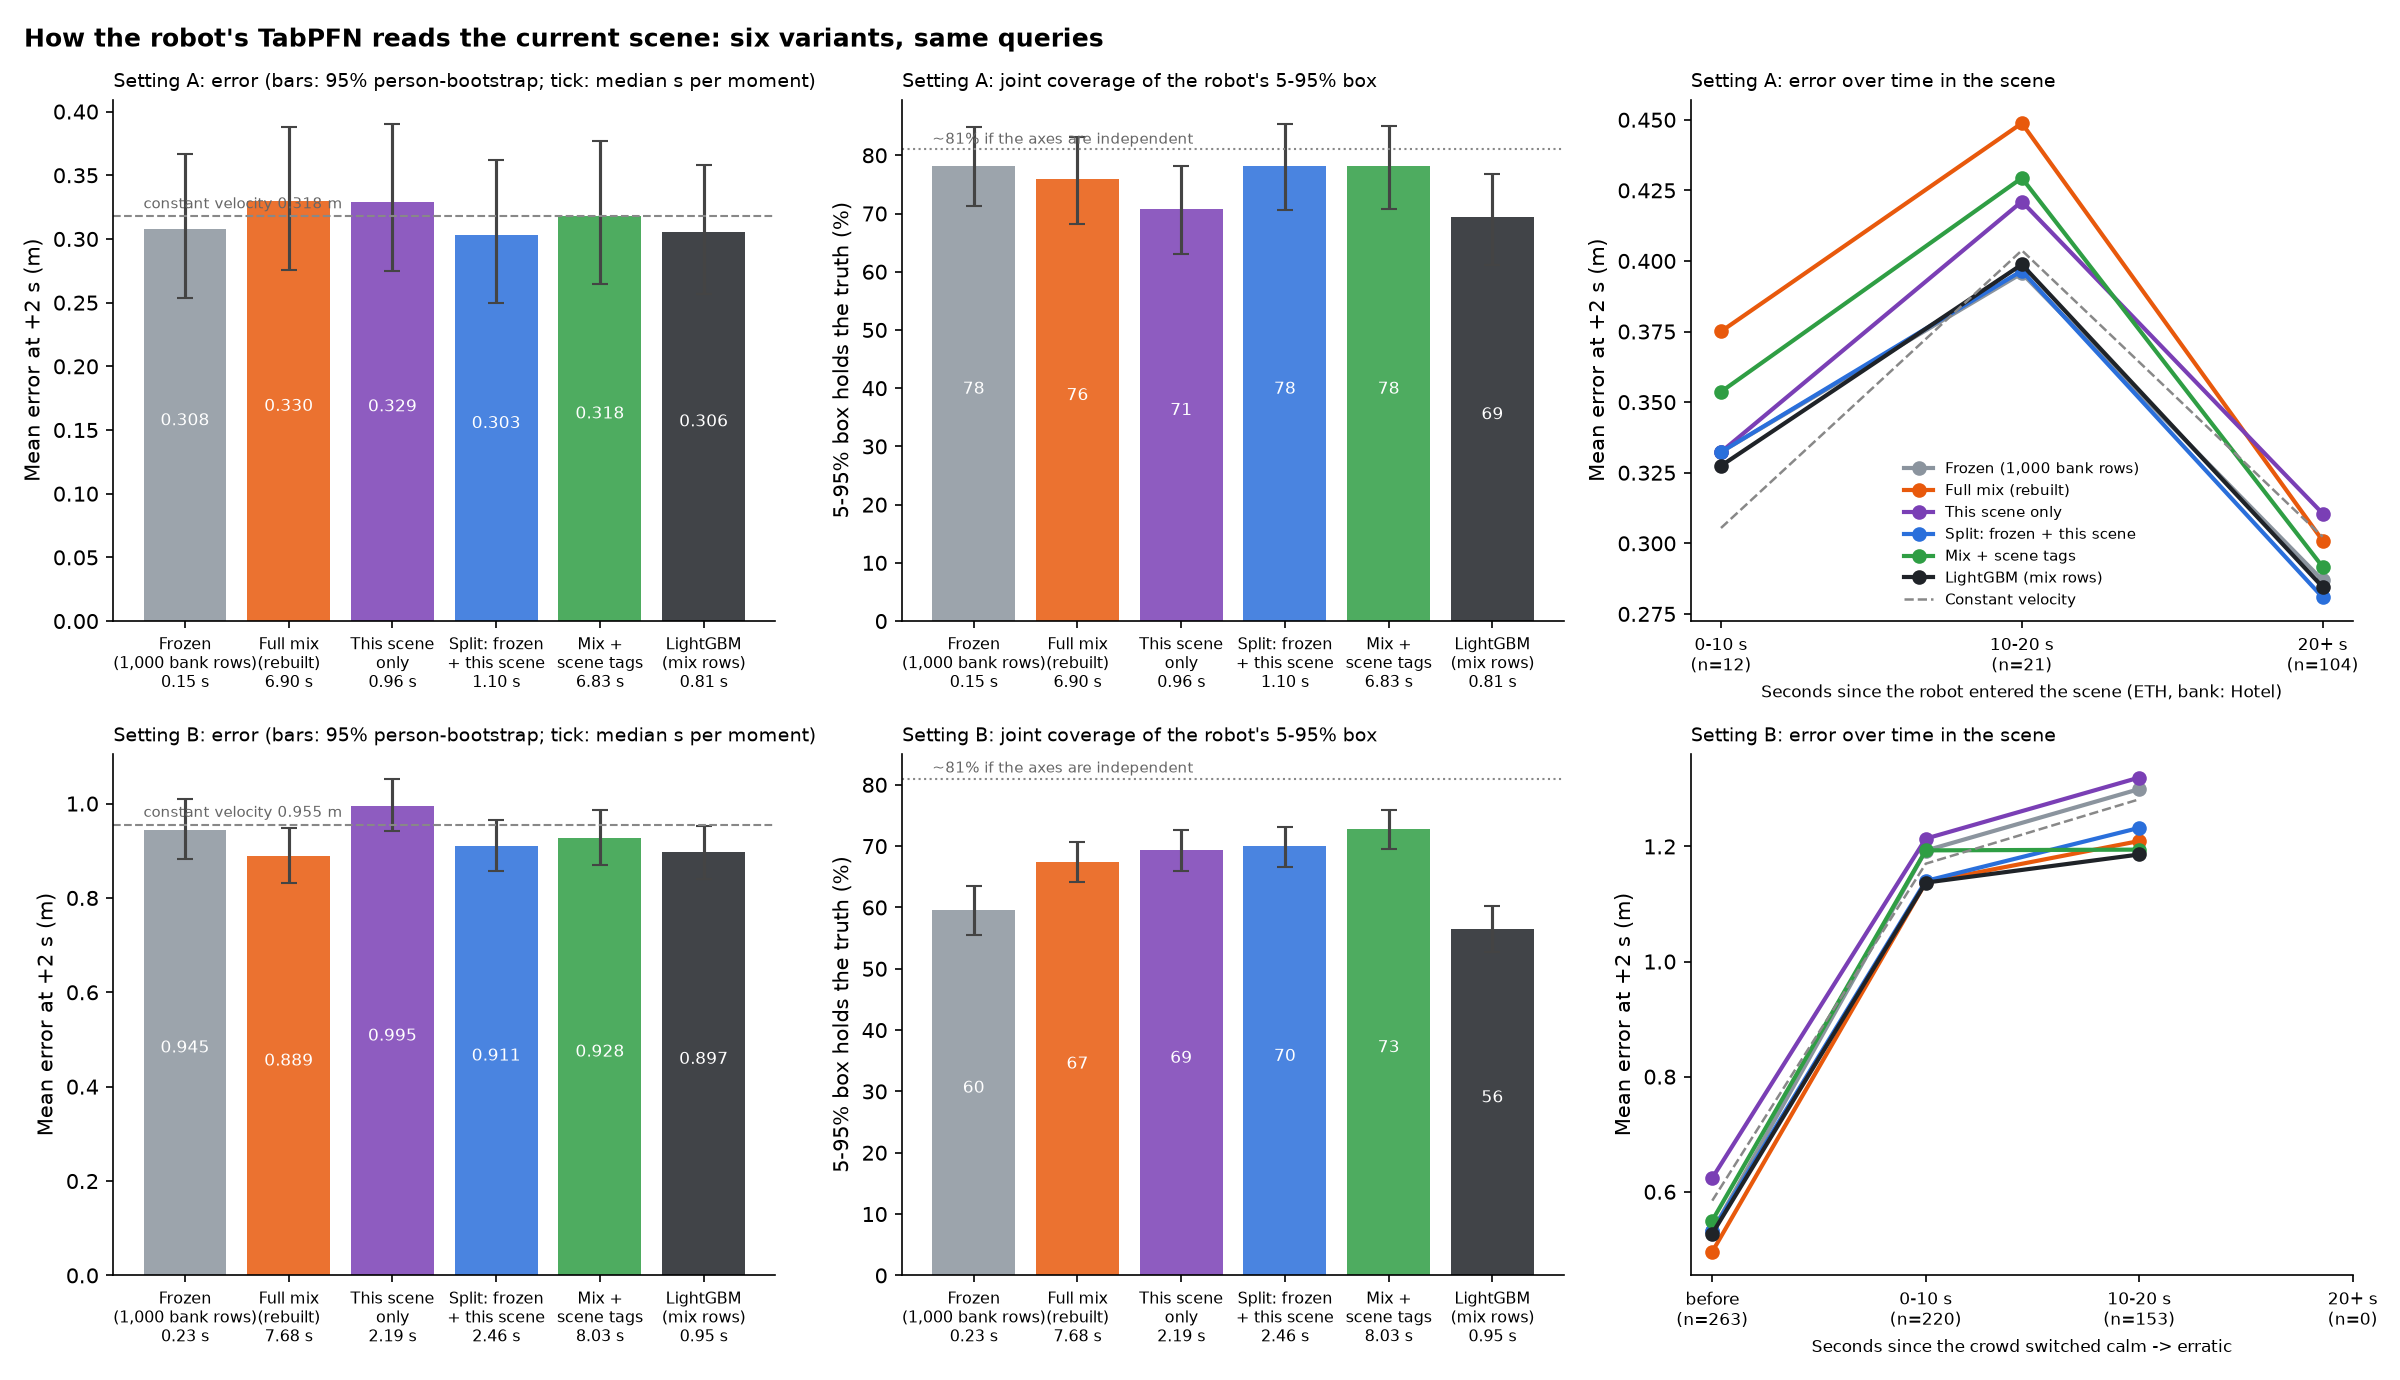 How the robot's TabPFN reads the current scene: six variants, same queries
Setting A: error (bars: 95% person-bootstrap; tick: median s per moment)
Mean error at +2 s (m)
0.40
0.35
0.30
0.25
0.20
0.15
0.10
0.05
0.00
constant velocity 0.318 m
0.308
0.330
0.329
0.303
0.318
0.306
Frozen
(1,000 bank rows)
0.15 s
Full mix
(rebuilt)
6.90 s
This scene
only
0.96 s
Split: frozen
+ this scene
1.10 s
Mix +
scene tags
6.83 s
LightGBM
(mix rows)
0.81 s
Setting A: joint coverage of the robot's 5-95% box
5-95% box holds the truth (%)
80
70
60
50
40
30
20
10
0
~81% if the axes are independent
78
76
71
78
78
69
Frozen
(1,000 bank rows)
0.15 s
Full mix
(rebuilt)
6.90 s
This scene
only
0.96 s
Split: frozen
+ this scene
1.10 s
Mix +
scene tags
6.83 s
LightGBM
(mix rows)
0.81 s
Setting A: error over time in the scene
Mean error at +2 s (m)
0.450
0.425
0.400
0.375
0.350
0.325
0.300
0.275
Frozen (1,000 bank rows)
Full mix (rebuilt)
This scene only
Split: frozen + this scene
Mix + scene tags
LightGBM (mix rows)
Constant velocity
0-10 s
(n=12)
10-20 s
(n=21)
20+ s
(n=104)
Seconds since the robot entered the scene (ETH, bank: Hotel)
Setting B: error (bars: 95% person-bootstrap; tick: median s per moment)
Mean error at +2 s (m)
1.0
0.8
0.6
0.4
0.2
0.0
constant velocity 0.955 m
0.945
0.889
0.995
0.911
0.928
0.897
Frozen
(1,000 bank rows)
0.23 s
Full mix
(rebuilt)
7.68 s
This scene
only
2.19 s
Split: frozen
+ this scene
2.46 s
Mix +
scene tags
8.03 s
LightGBM
(mix rows)
0.95 s
Setting B: joint coverage of the robot's 5-95% box
5-95% box holds the truth (%)
80
70
60
50
40
30
20
10
0
~81% if the axes are independent
60
67
69
70
73
56
Frozen
(1,000 bank rows)
0.23 s
Full mix
(rebuilt)
7.68 s
This scene
only
2.19 s
Split: frozen
+ this scene
2.46 s
Mix +
scene tags
8.03 s
LightGBM
(mix rows)
0.95 s
Setting B: error over time in the scene
Mean error at +2 s (m)
1.2
1.0
0.8
0.6
before
(n=263)
0-10 s
(n=220)
10-20 s
(n=153)
20+ s
(n=0)
Seconds since the crowd switched calm -> erratic